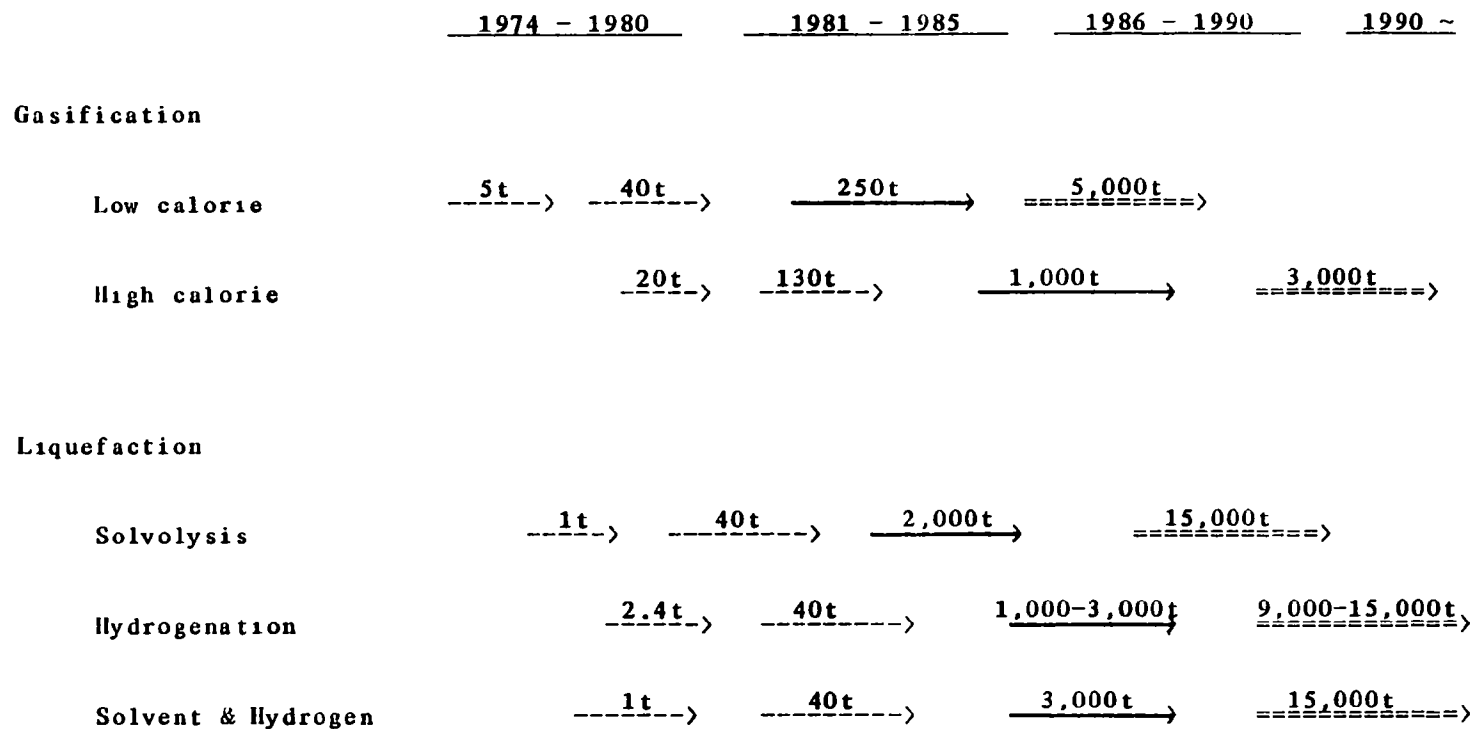 1974 - 1980 1981 - 1985 1986 - 1990 1990 ~
Gasification
Low calorie 5t 40t 250t 5,000t
High calorie 20t 130t 1,000t 3,000t
Liquefaction
Solvolysis 1t 40t 2,000t 15,000t
Hydrogenation 2.4t 40t 1,000-3,000t 9,000-15,000t
Solvent & Hydrogen 1t 40t 3,000t 15,000t